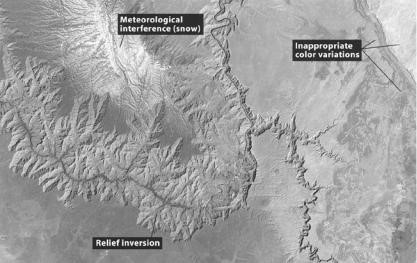 Meteorological
interference (snow)
Inappropriate
color variations
Relief inversion